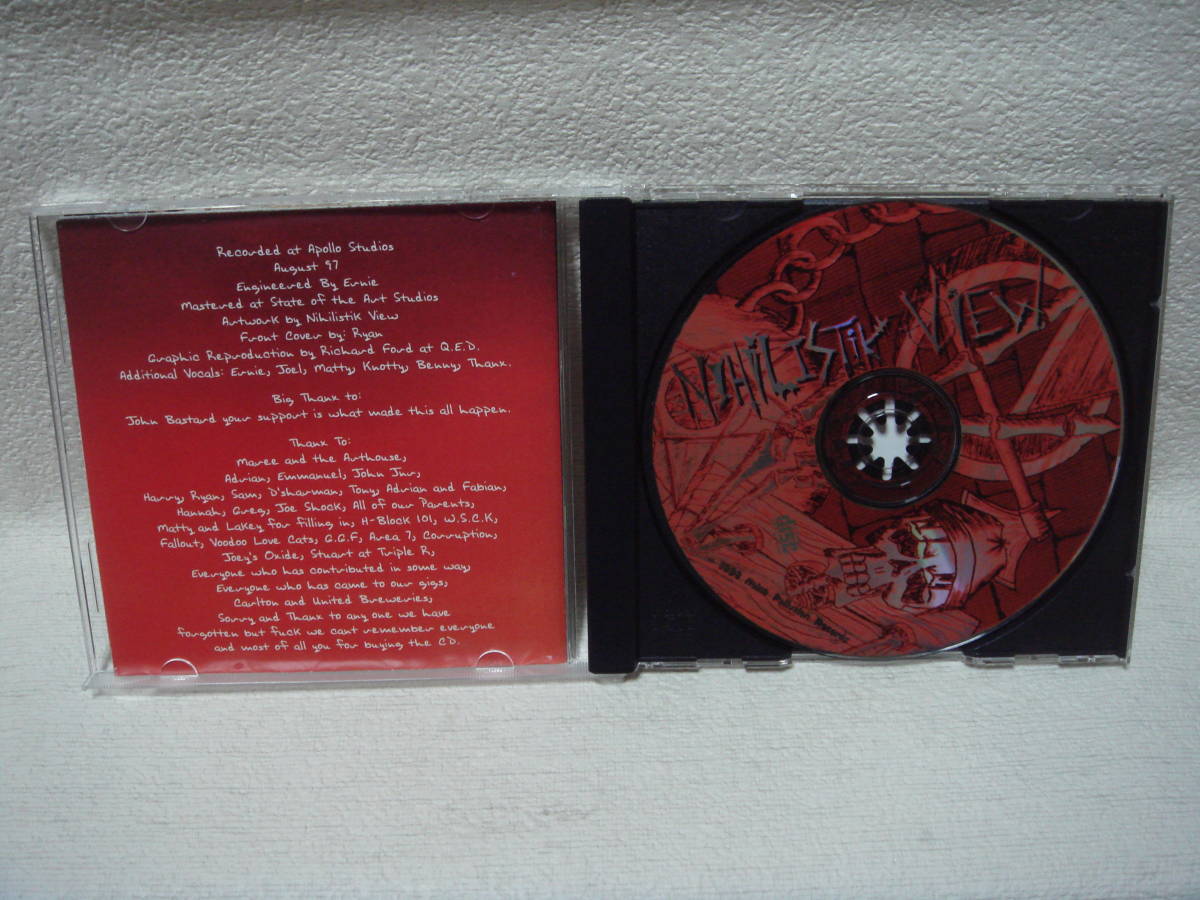 Recorded at Apollo Studios
August 97
Engineered By Ernie
Mastered at State of the Art Studios
Artwork by Nihilistik View
Front Cover by: Ryan
Graphic Reproduction by Richard Ford at Q.E.D.
Additional Vocals: Ernie, Joel, Matty, Knotty, Benny, Thanx.
Big Thanx to:
John Bastard your support is what made this all happen.
Thanx To:
Maree and the Arthouse,
Adrian, Emmanuel, John Jnr,
Harry, Ryan, Sam, D'sharman, Tony, Adrian and Fabian,
Hannah, Greg, Joe Shock, All of our Parents,
Matty and Lakey for filling in, H-Block 101, W.S.C.K,
Fallout, Voodoo Love Cats, G.G.F, Area 7, Corruption,
Joey's Oxide, Stuart at Triple R,
Everyone who has contributed in some way,
Everyone who has came to our gigs,
Carlton and United Breweries,
Sorry and Thanx to any one we have
forgotten but fuck we cant remember everyone
and most of all you for buying the CD.
NIHILISTIK VIEW